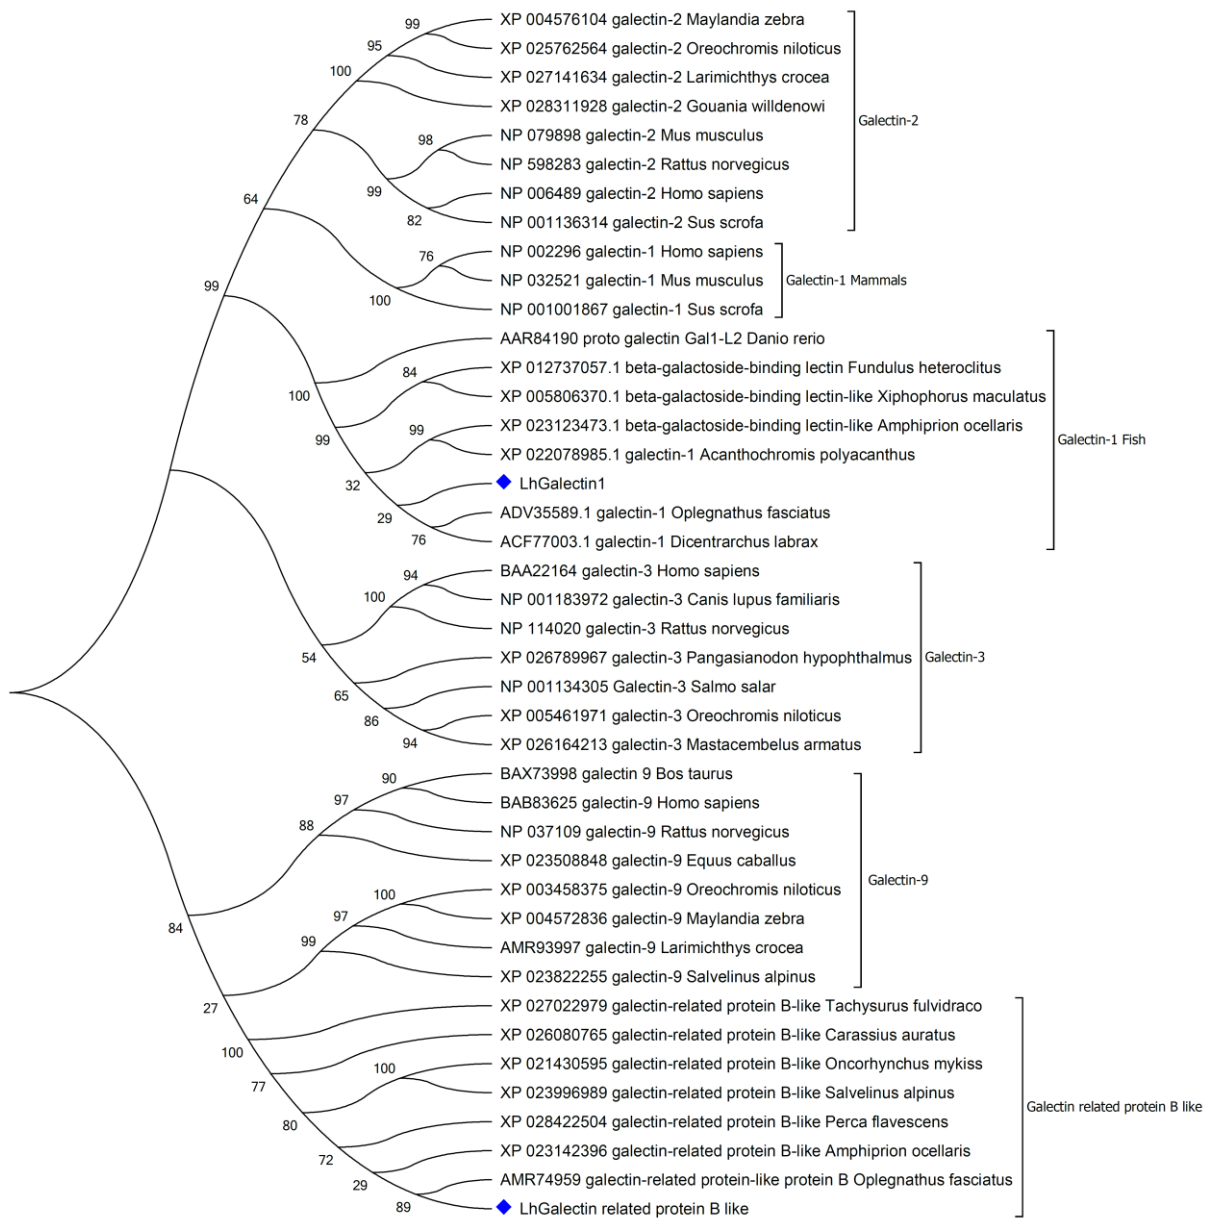 99
XP 004576104 galectin-2 Maylandia zebra
95
XP 025762564 galectin-2 Oreochromis niloticus
100
XP 027141634 galectin-2 Larimichthys crocea
XP 028311928 galectin-2 Gouania willdenowi
78
Galectin-2
98
NP 079898 galectin-2 Mus musculus
NP 598283 galectin-2 Rattus norvegicus
99
64
NP 006489 galectin-2 Homo sapiens
82
NP 001136314 galectin-2 Sus scrofa
76
NP 002296 galectin-1 Homo sapiens
NP 032521 galectin-1 Mus musculus
Galectin-1 Mammals
99
100
NP 001001867 galectin-1 Sus scrofa
AAR84190 proto galectin Gal1-L2 Danio rerio
84
XP 012737057.1 beta-galactoside-binding lectin Fundulus heteroclitus
100
XP 005806370.1 beta-galactoside-binding lectin-like Xiphophorus maculatus
99
99
XP 023123473.1 beta-galactoside-binding lectin-like Amphiprion ocellaris
Galectin-1 Fish
XP 022078985.1 galectin-1 Acanthochromis polyacanthus
32
LhGalectin1
29
ADV35589.1 galectin-1 Oplegnathus fasciatus
76
ACF77003.1 galectin-1 Dicentrarchus labrax
94
BAA22164 galectin-3 Homo sapiens
100
NP 001183972 galectin-3 Canis lupus familiaris
NP 114020 galectin-3 Rattus norvegicus
54
XP 026789967 galectin-3 Pangasianodon hypophthalmus
Galectin-3
65
NP 001134305 Galectin-3 Salmo salar
86
XP 005461971 galectin-3 Oreochromis niloticus
94
XP 026164213 galectin-3 Mastacembelus armatus
90
BAX73998 galectin 9 Bos taurus
97
BAB83625 galectin-9 Homo sapiens
88
NP 037109 galectin-9 Rattus norvegicus
XP 023508848 galectin-9 Equus caballus
Galectin-9
100
XP 003458375 galectin-9 Oreochromis niloticus
84
97
XP 004572836 galectin-9 Maylandia zebra
99
AMR93997 galectin-9 Larimichthys crocea
XP 023822255 galectin-9 Salvelinus alpinus
27
XP 027022979 galectin-related protein B-like Tachysurus fulvidraco
100
XP 026080765 galectin-related protein B-like Carassius auratus
77
100
XP 021430595 galectin-related protein B-like Oncorhynchus mykiss
XP 023996989 galectin-related protein B-like Salvelinus alpinus
Galectin related protein B like
80
XP 028422504 galectin-related protein B-like Perca flavescens
72
XP 023142396 galectin-related protein B-like Amphiprion ocellaris
29
AMR74959 galectin-related protein-like protein B Oplegnathus fasciatus
89
LhGalectin related protein B like